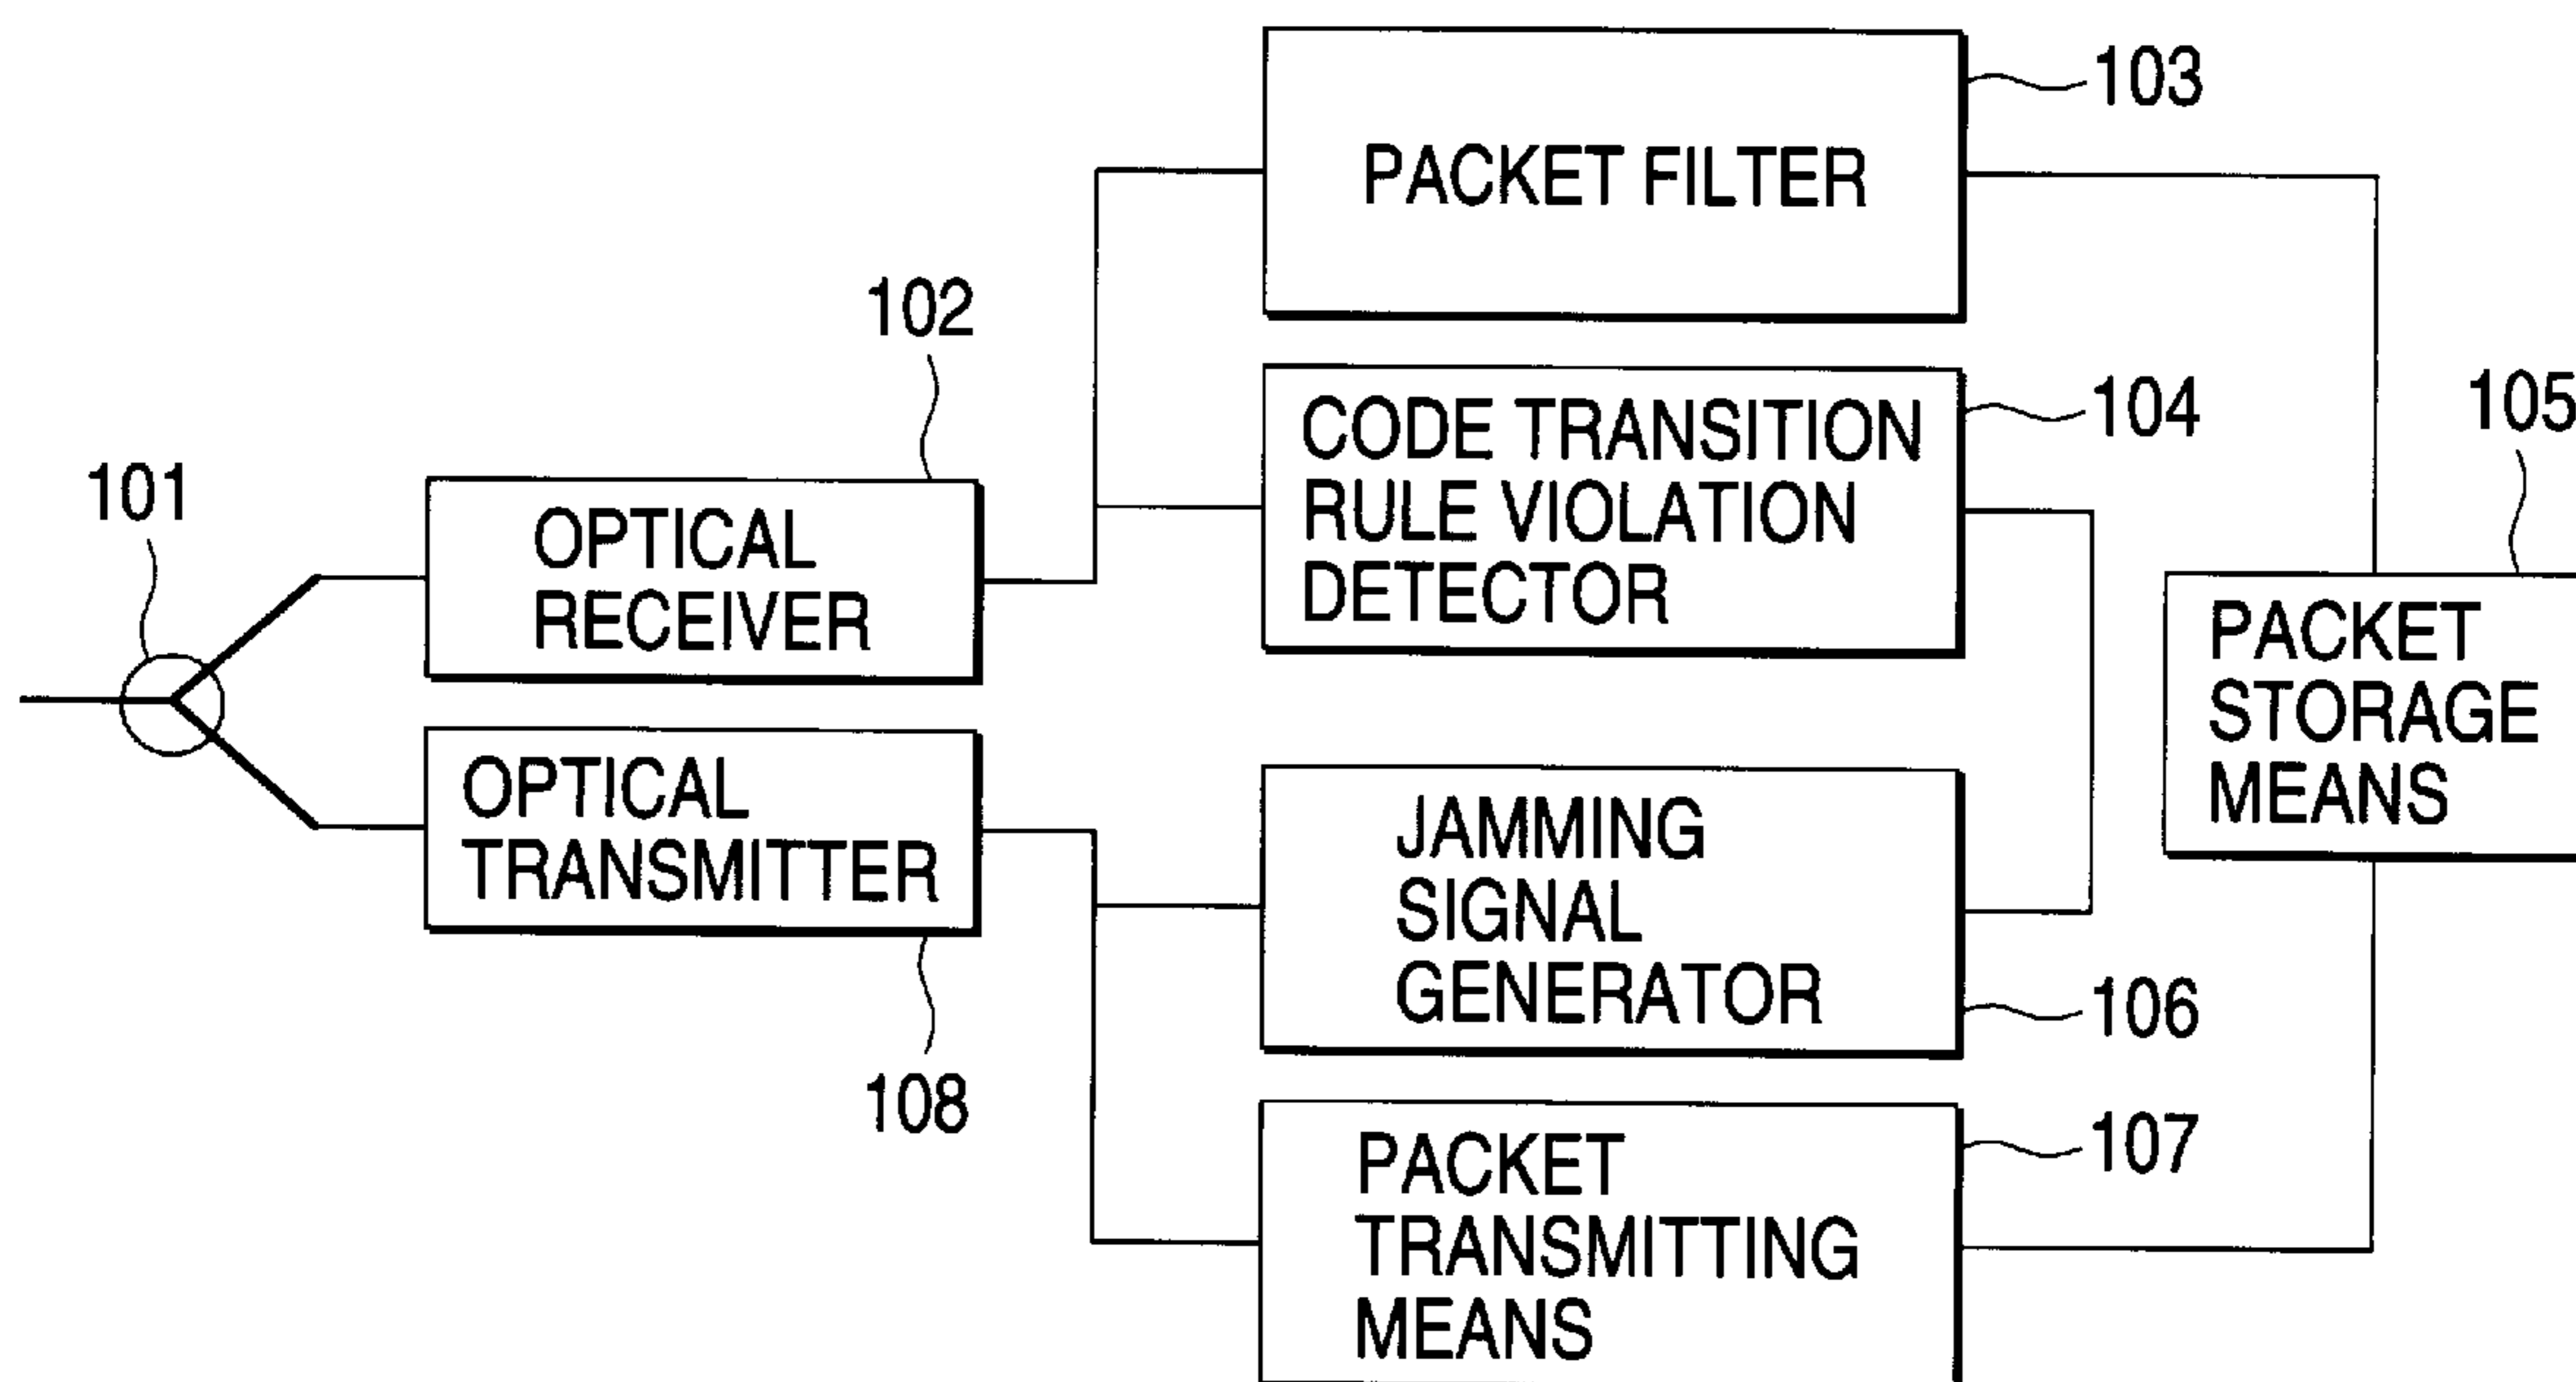 103
PACKET FILTER
102
104
CODE TRANSITION
RULE VIOLATION
DETECTOR
105
101
OPTICAL
RECEIVER
PACKET
STORAGE
MEANS
OPTICAL
TRANSMITTER
JAMMING
SIGNAL
GENERATOR
106
108
107
PACKET
TRANSMITTING
MEANS